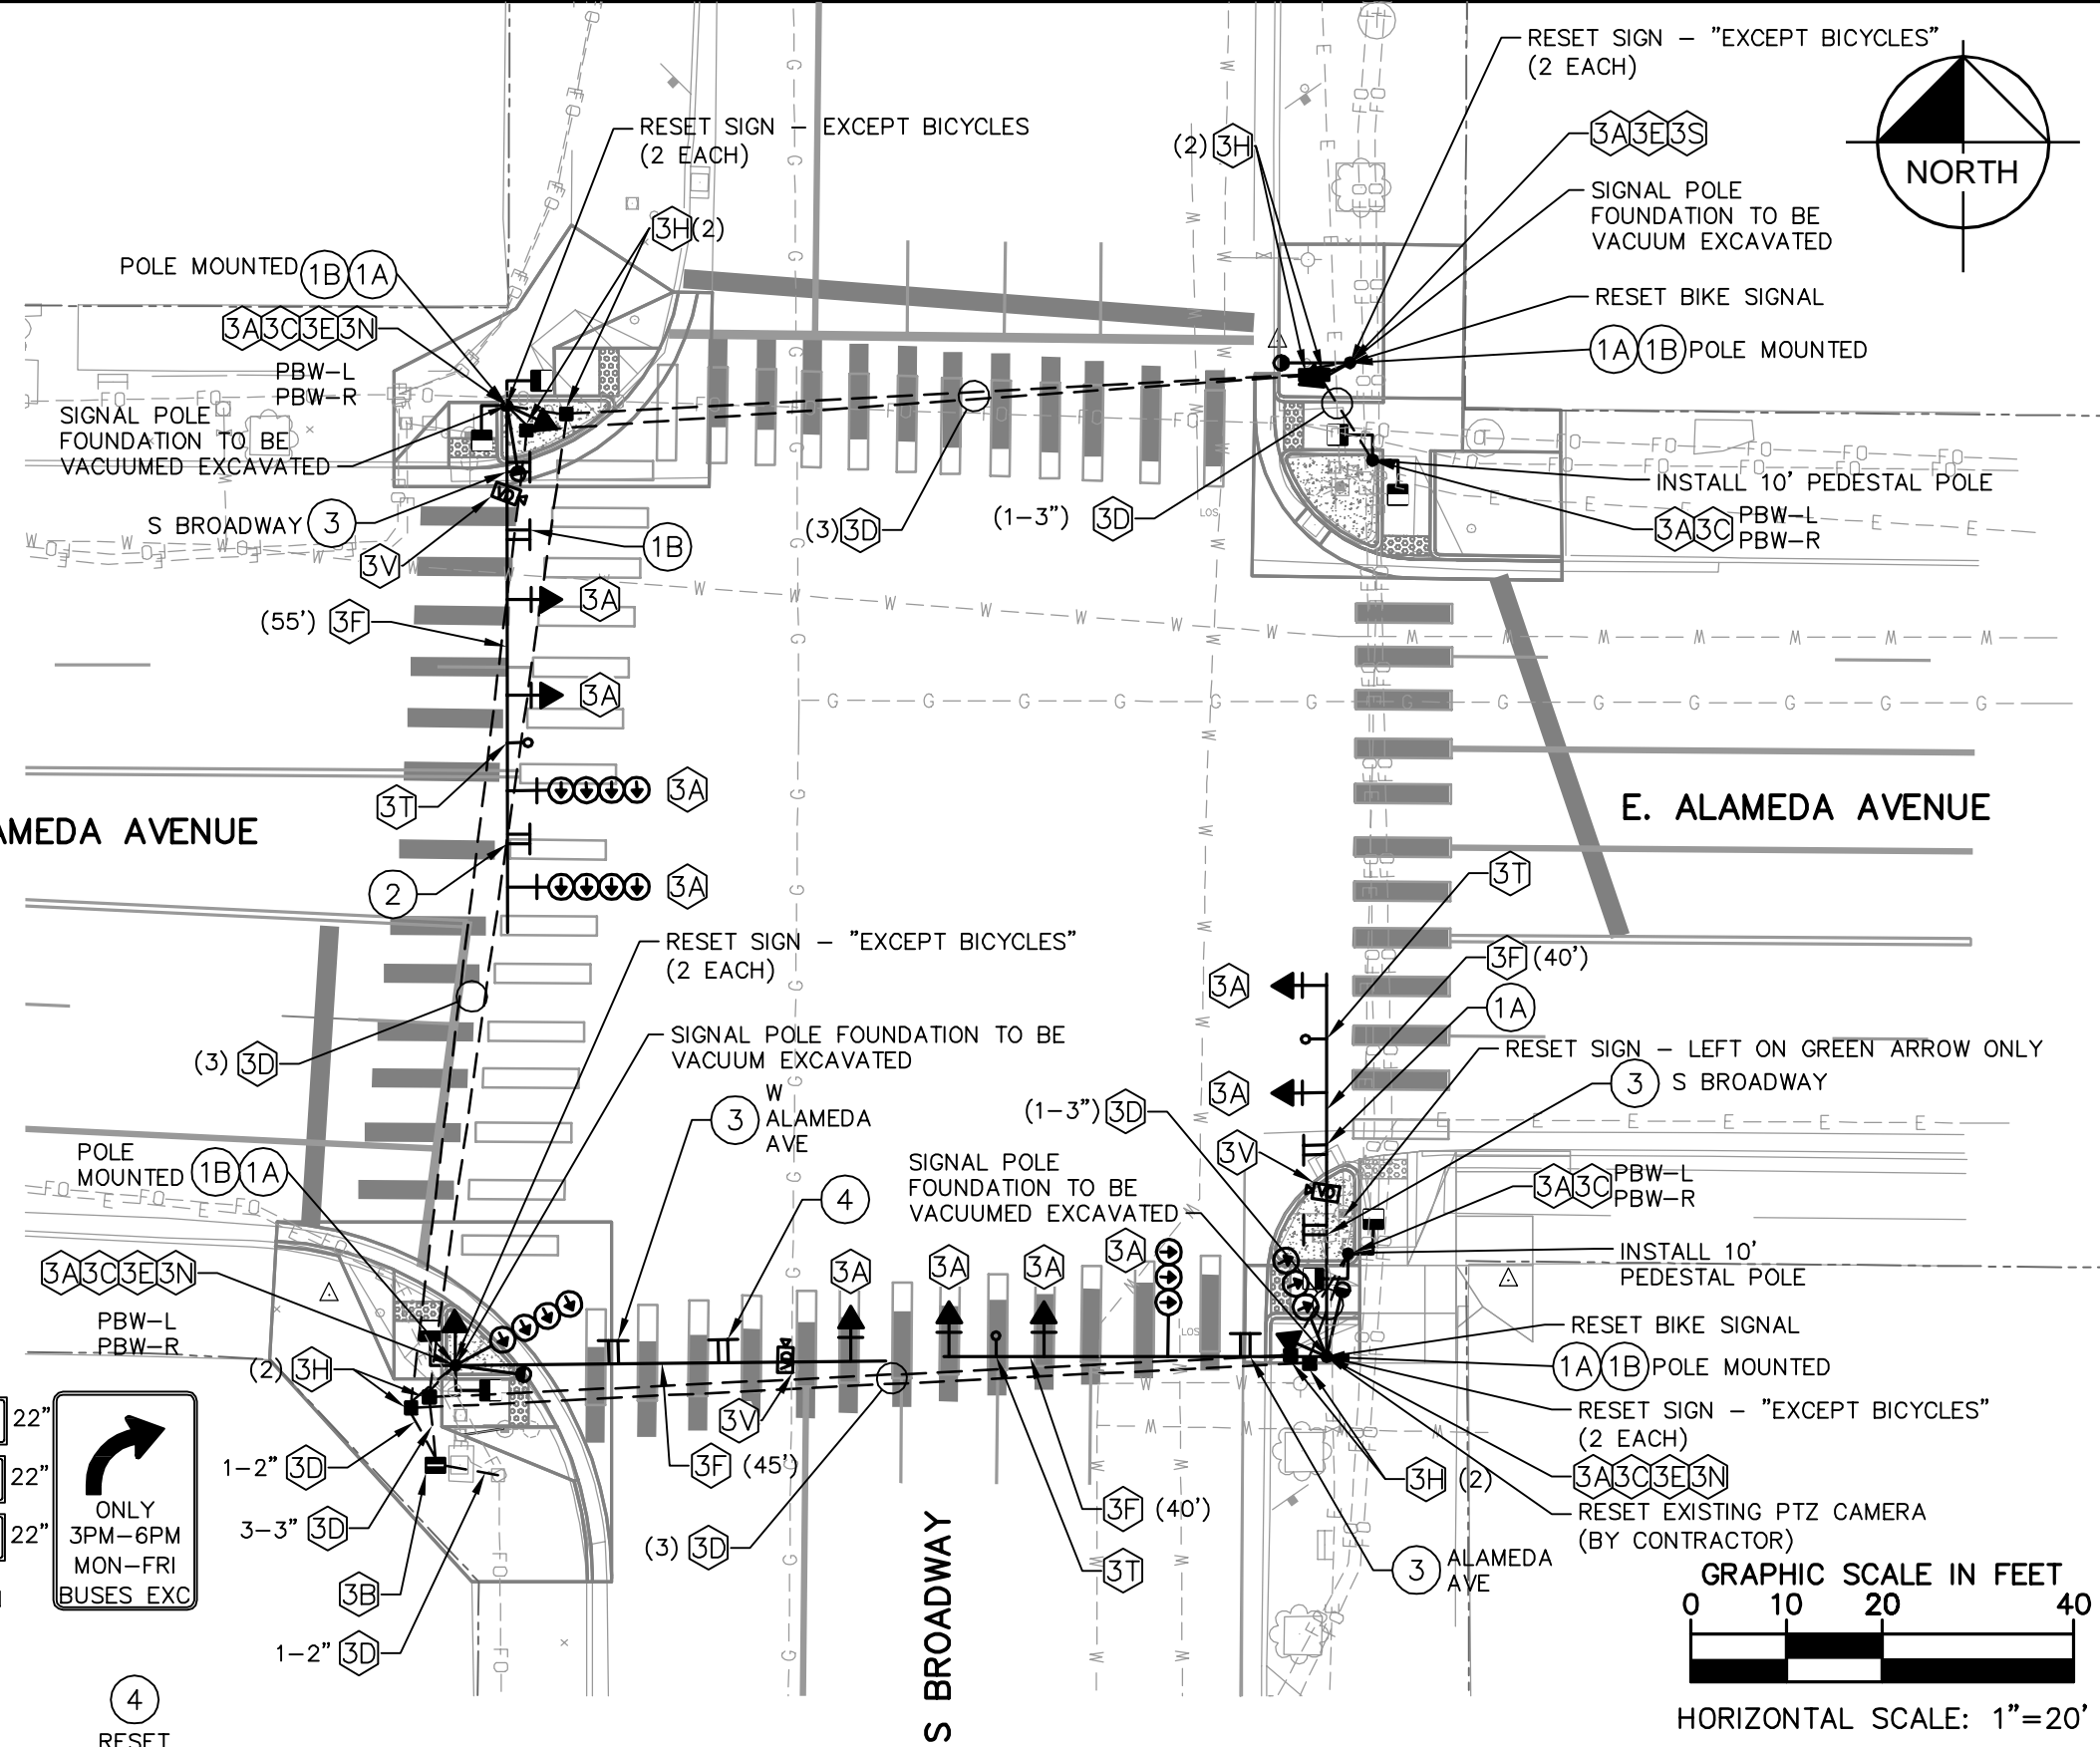 RESET SIGN – "EXCEPT BICYCLES"
(2 EACH)
NORTH
RESET SIGN – EXCEPT BICYCLES
(2 EACH)
(2) 3H
3A 3E 3S
SIGNAL POLE
FOUNDATION TO BE
VACUUM EXCAVATED
3H (2)
POLE MOUNTED 1B 1A
RESET BIKE SIGNAL
3A 3C 3E 3N
1A 1B POLE MOUNTED
PBW–L
PBW–R
SIGNAL POLE
FOUNDATION TO BE
VACUUMED EXCAVATED
INSTALL 10' PEDESTAL POLE
S BROADWAY 3
(3) 3D
(1–3") 3D
3A 3C PBW–L
PBW–R
VD
1B
3V
3A
(55') 3F
3A
3T
3A
AMEDA AVENUE
E. ALAMEDA AVENUE
2
3A
3T
RESET SIGN – "EXCEPT BICYCLES"
(2 EACH)
3F (40')
3A
1A
SIGNAL POLE FOUNDATION TO BE
VACUUM EXCAVATED
RESET SIGN – LEFT ON GREEN ARROW ONLY
(3) 3D
3A
3 S BROADWAY
3 W
ALAMEDA
AVE
(1–3") 3D
3V
POLE
MOUNTED 1B 1A
SIGNAL POLE
FOUNDATION TO BE
VACUUMED EXCAVATED
VD
3A 3C PBW–L
PBW–R
4
3A
3A
3A
3A
INSTALL 10'
PEDESTAL POLE
3A 3C 3E 3N
PBW–L
PBW–R
RESET BIKE SIGNAL
(2) 3H
VD
1A 1B POLE MOUNTED
3V
RESET SIGN – "EXCEPT BICYCLES"
(2 EACH)
22"
22"
22"
1–2" 3D
3F (45')
3H (2)
3A 3C 3E 3N
ONLY
3PM–6PM
MON–FRI
BUSES EXC
3–3" 3D
3F (40')
RESET EXISTING PTZ CAMERA
(BY CONTRACTOR)
(3) 3D
3T
3 ALAMEDA
AVE
3B
1–2" 3D
S BROADWAY
GRAPHIC SCALE IN FEET
0 10 20 40
HORIZONTAL SCALE: 1"=20'
4
RESET